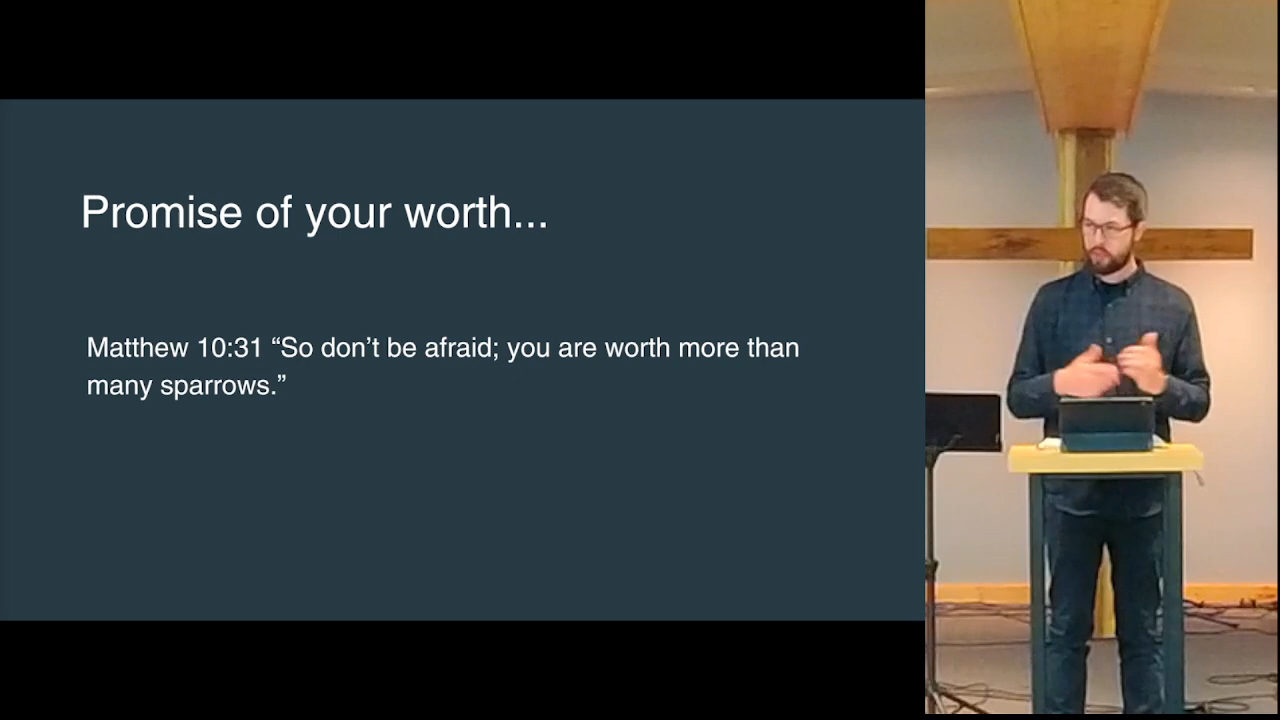 Promise of your worth...
Matthew 10:31 “So don’t be afraid; you are worth more than
many sparrows.”